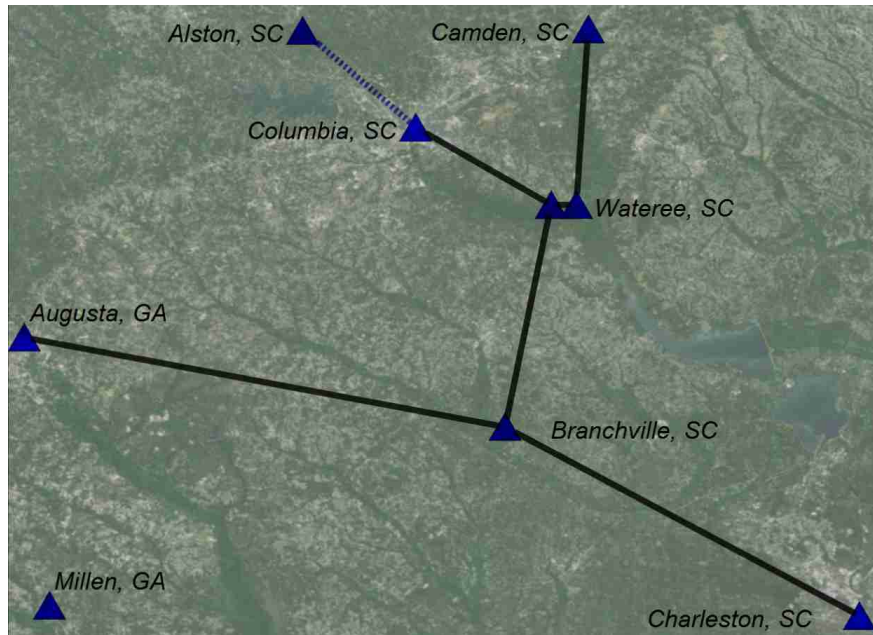 Alston, SC
Camden, SC
Columbia, SC
Wateree, SC
Augusta, GA
Branchville, SC
Millen, GA
Charleston, SC